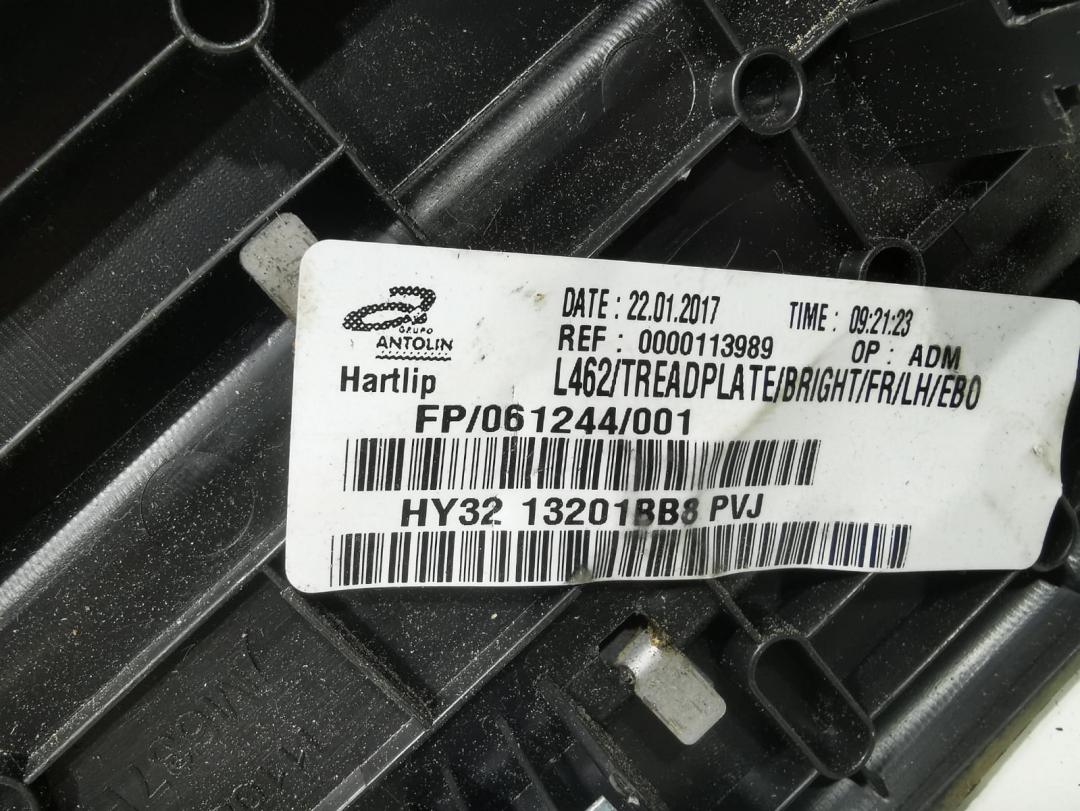 GRUPO
ANTOLIN
Hartlip
DATE : 22.01.2017 TIME : 09:21:23
REF : 0000113989 OP : ADM
L462/TREADPLATE/BRIGHT/FR/LH/EBO
FP/061244/001
HY32 13201BB8 PVJ